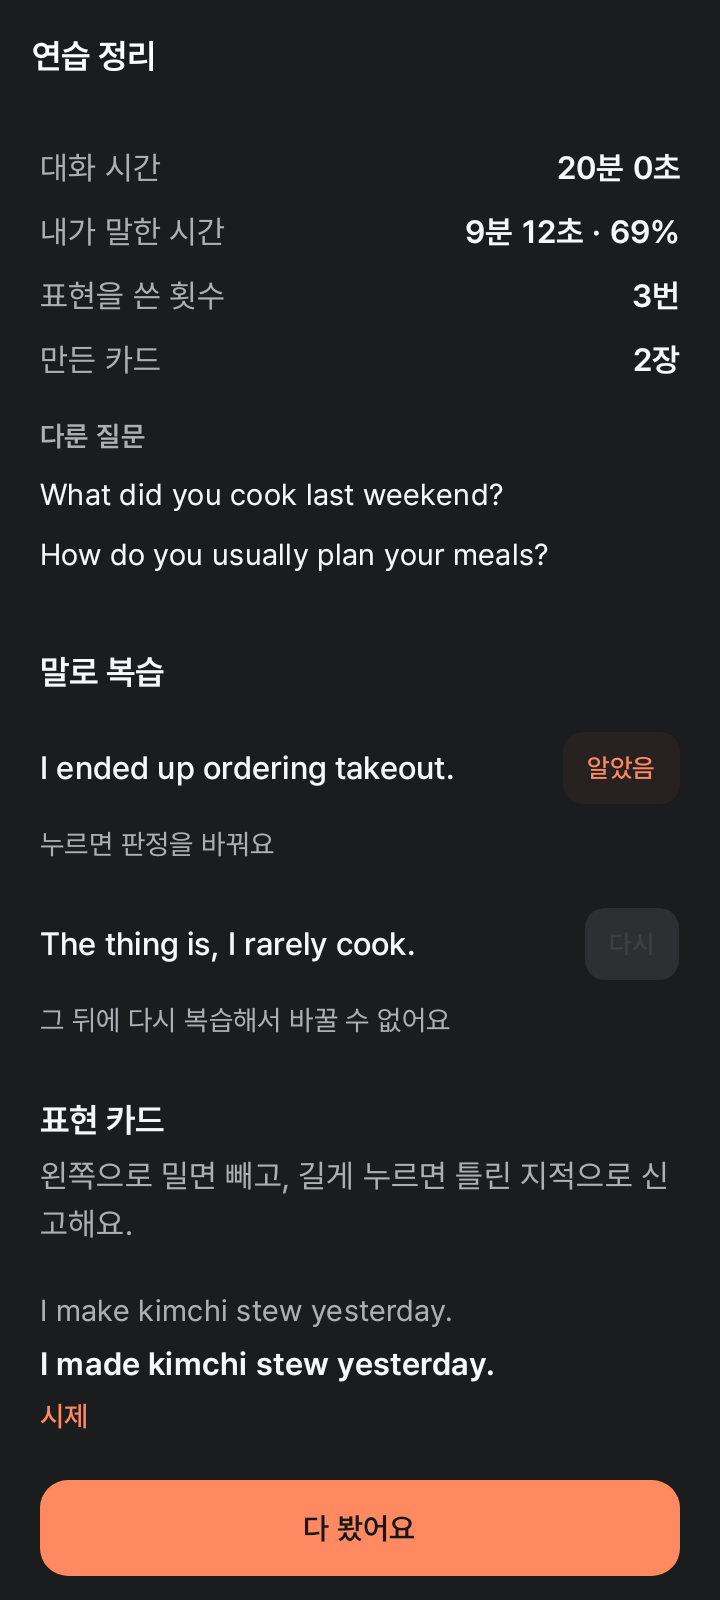 연습 정리
대화 시간 20분 0초
내가 말한 시간 9분 12초 · 69%
표현을 쓴 횟수 3번
만든 카드 2장
다룬 질문
What did you cook last weekend?
How do you usually plan your meals?
말로 복습
I ended up ordering takeout. 알았음
누르면 판정을 바꿔요
The thing is, I rarely cook. 다시
그 뒤에 다시 복습해서 바꿀 수 없어요
표현 카드
왼쪽으로 밀면 빼고, 길게 누르면 틀린 지적으로 신
고해요.
I make kimchi stew yesterday.
I made kimchi stew yesterday.
시제
다 봤어요